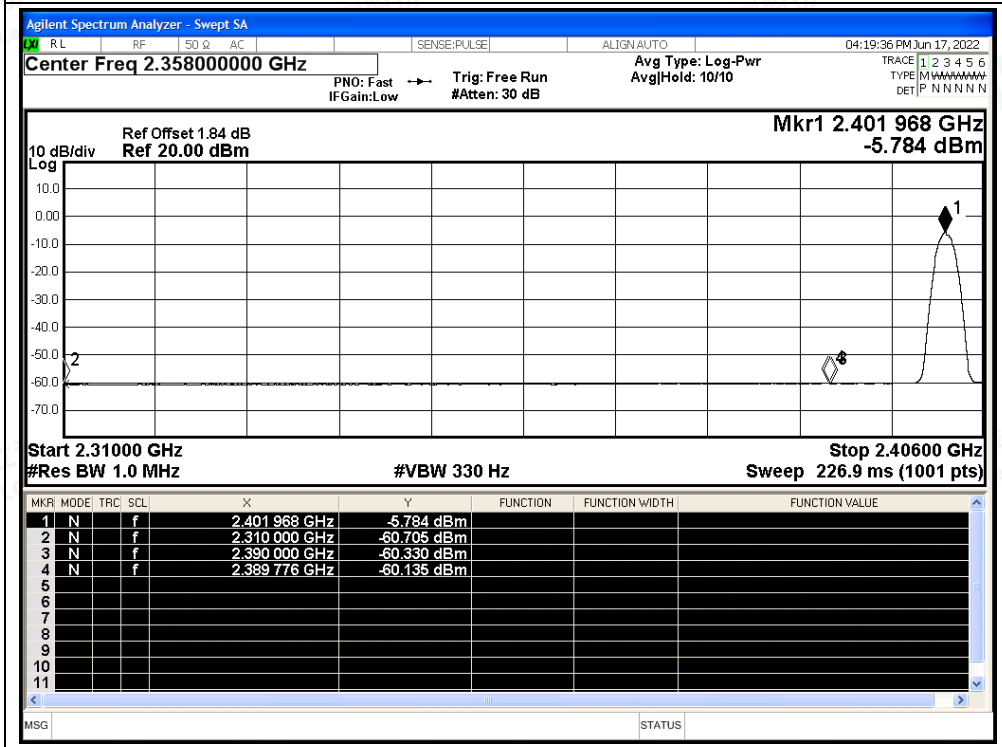 Agilent Spectrum Analyzer - Swept SA
LXI RL RF 50 Ω AC SENSE:PULSE ALIGN AUTO 04:19:36 PM Jun 17, 2022
Center Freq 2.358000000 GHz Avg Type: Log-Pwr TRACE 1 2 3 4 5 6
PNO: Fast Trig: Free Run Avg|Hold: 10/10 TYPE M WWWWW
IFGain:Low #Atten: 30 dB DET P N N N N N
Mkr1 2.401 968 GHz
Ref Offset 1.84 dB
10 dB/div Ref 20.00 dBm -5.784 dBm
Log
10.0
0.00
1
-10.0
-20.0
-30.0
-40.0
-50.0
2
-60.0
-70.0
Start 2.31000 GHz Stop 2.40600 GHz
#Res BW 1.0 MHz #VBW 330 Hz Sweep 226.9 ms (1001 pts)
MKR MODE TRC SCL X Y FUNCTION FUNCTION WIDTH FUNCTION VALUE
1 N f 2.401 968 GHz -5.784 dBm
2 N f 2.310 000 GHz -60.705 dBm
3 N f 2.390 000 GHz -60.330 dBm
4 N f 2.389 776 GHz -60.135 dBm
5
6
7
8
9
10
11
MSG STATUS